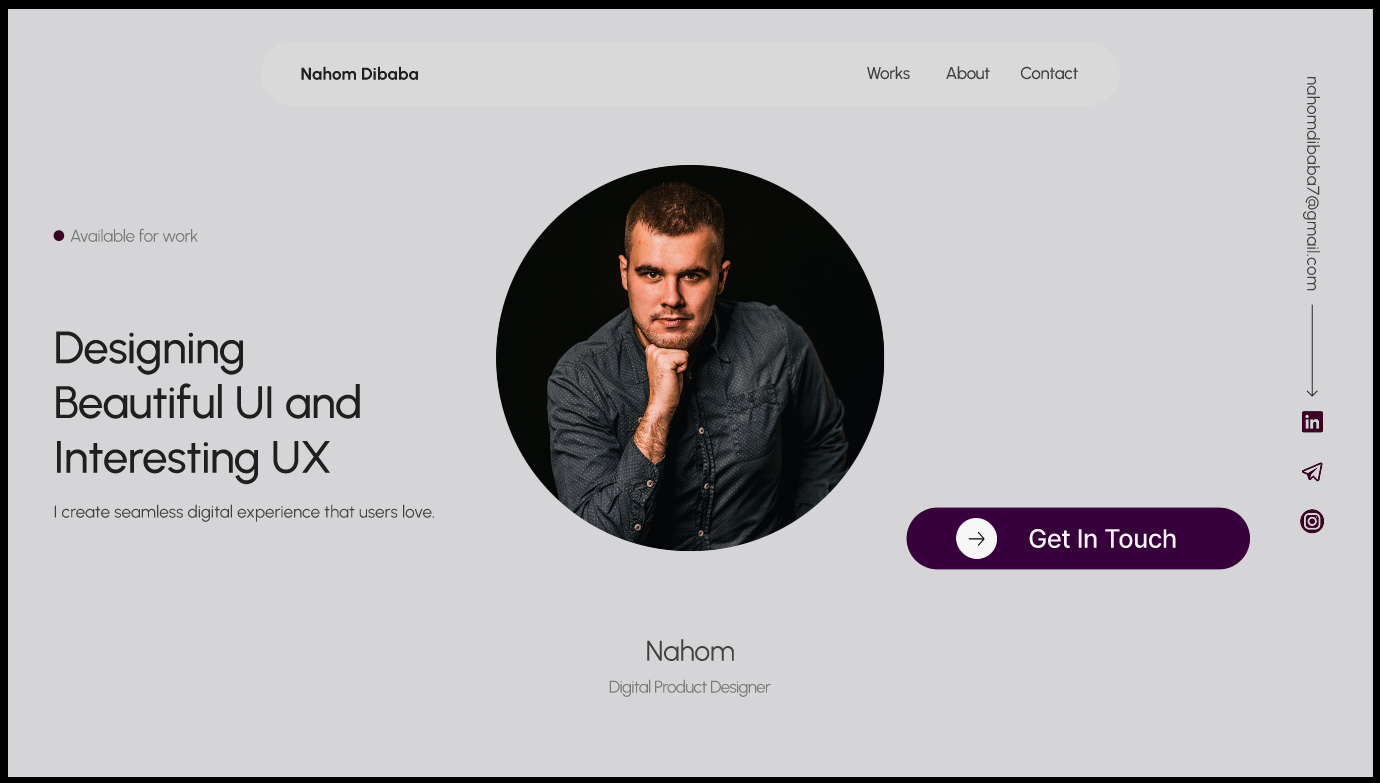 Nahom Dibaba
Works
About
Contact
nahomdibaba7@gmail.com
Available for work
Designing
Beautiful UI and
Interesting UX
I create seamless digital experience that users love.
in
Get In Touch
Nahom
Digital Product Designer